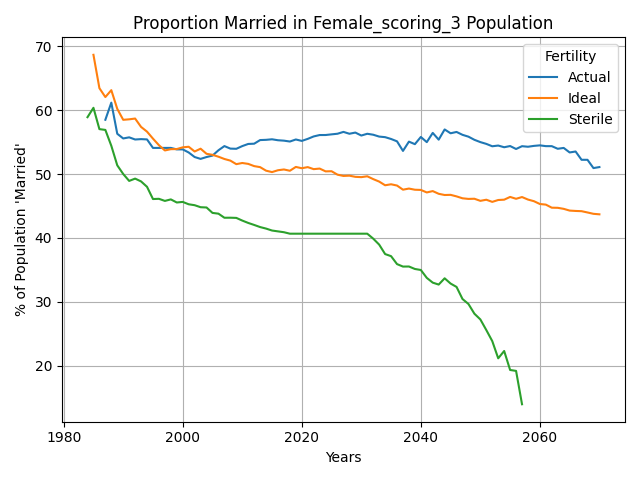 Proportion Married in Female_scoring_3 Population
% of Population 'Married'
70
60
50
40
30
20
Fertility
Actual
Ideal
Sterile
1980
2000
2020
2040
2060
Years